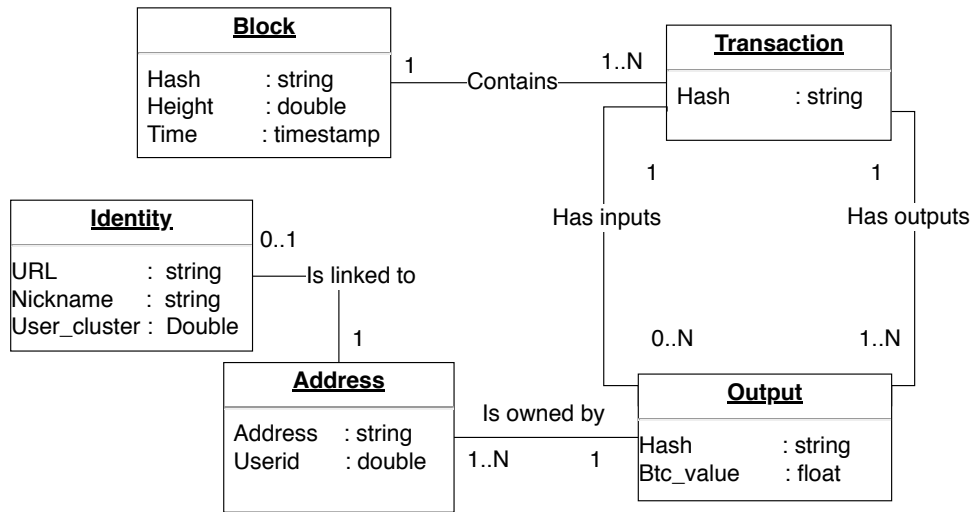 Block
Hash : string
Height : double
Time : timestamp
1
Contains
1..N
Transaction
Hash : string
1
Has inputs
0..N
1
Has outputs
1..N
Identity
URL : string
Nickname : string
User_cluster : Double
0..1
Is linked to
1
Address
Address : string
Userid : double
Is owned by
1..N
1
Output
Hash : string
Btc_value : float